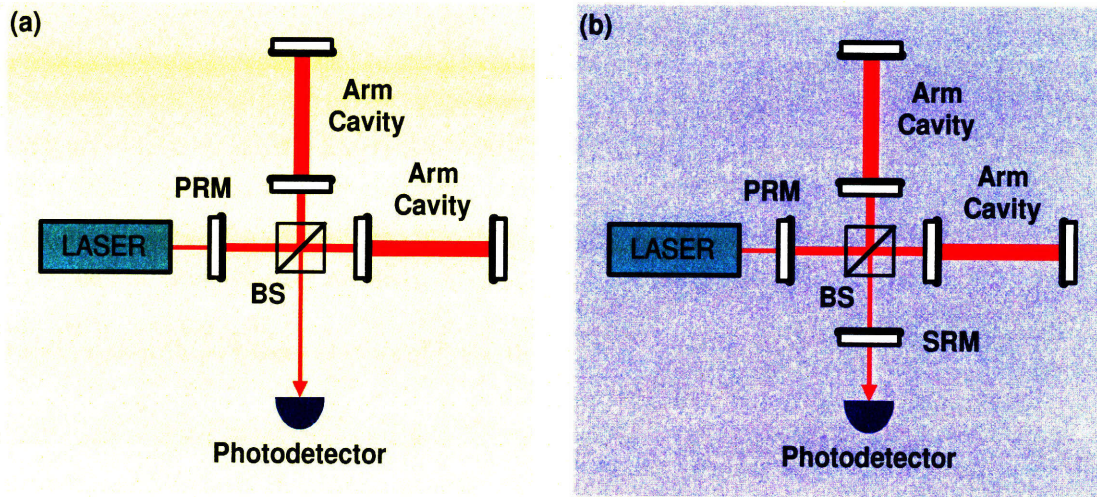 (a)
Arm
Cavity
PRM
Arm
Cavity
LASER
BS
Photodetector
(b)
Arm
Cavity
PRM
Arm
Cavity
LASER
BS
SRM
Photodetector